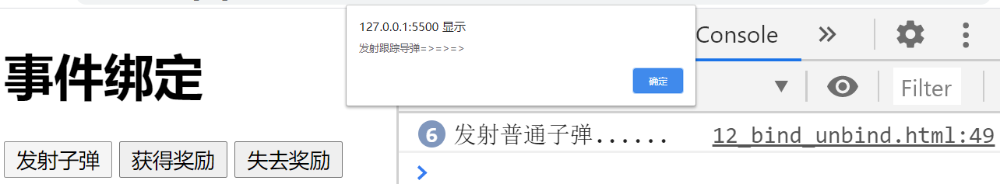 127.0.0.1:5500 显示
发射跟踪导弹=>=>=>
确定
事件绑定
发射子弹 获得奖励 失去奖励
Console
Filter
6 发射普通子弹...... 12_bind_unbind.html:49